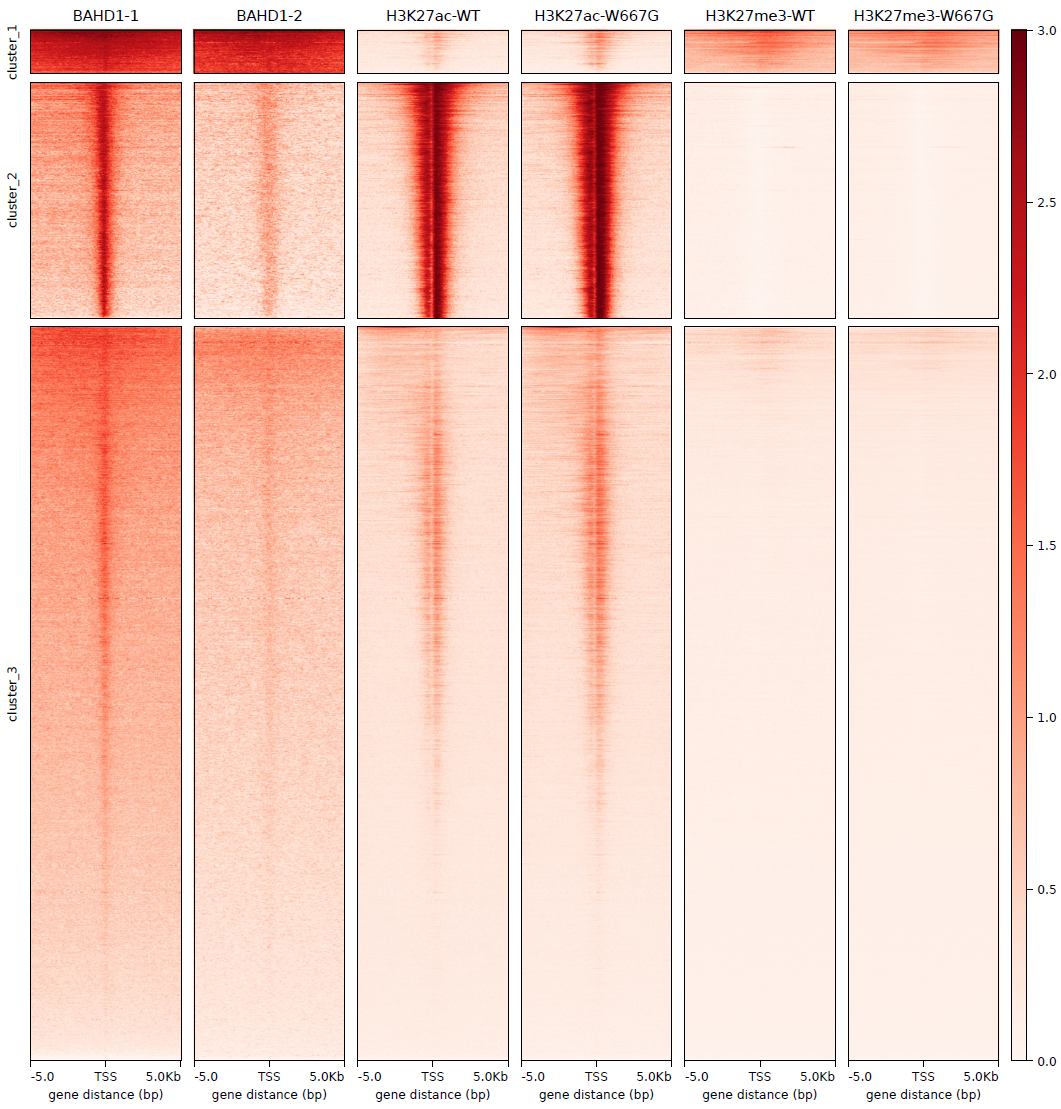 BAHD1-1 BAHD1-2 H3K27ac-WT H3K27ac-W667G H3K27me3-WT H3K27me3-W667G
cluster_1
cluster_2
cluster_3
3.0
2.5
2.0
1.5
1.0
0.5
0.0
-5.0 TSS 5.0Kb -5.0 TSS 5.0Kb -5.0 TSS 5.0Kb -5.0 TSS 5.0Kb -5.0 TSS 5.0Kb -5.0 TSS 5.0Kb
gene distance (bp) gene distance (bp) gene distance (bp) gene distance (bp) gene distance (bp) gene distance (bp)